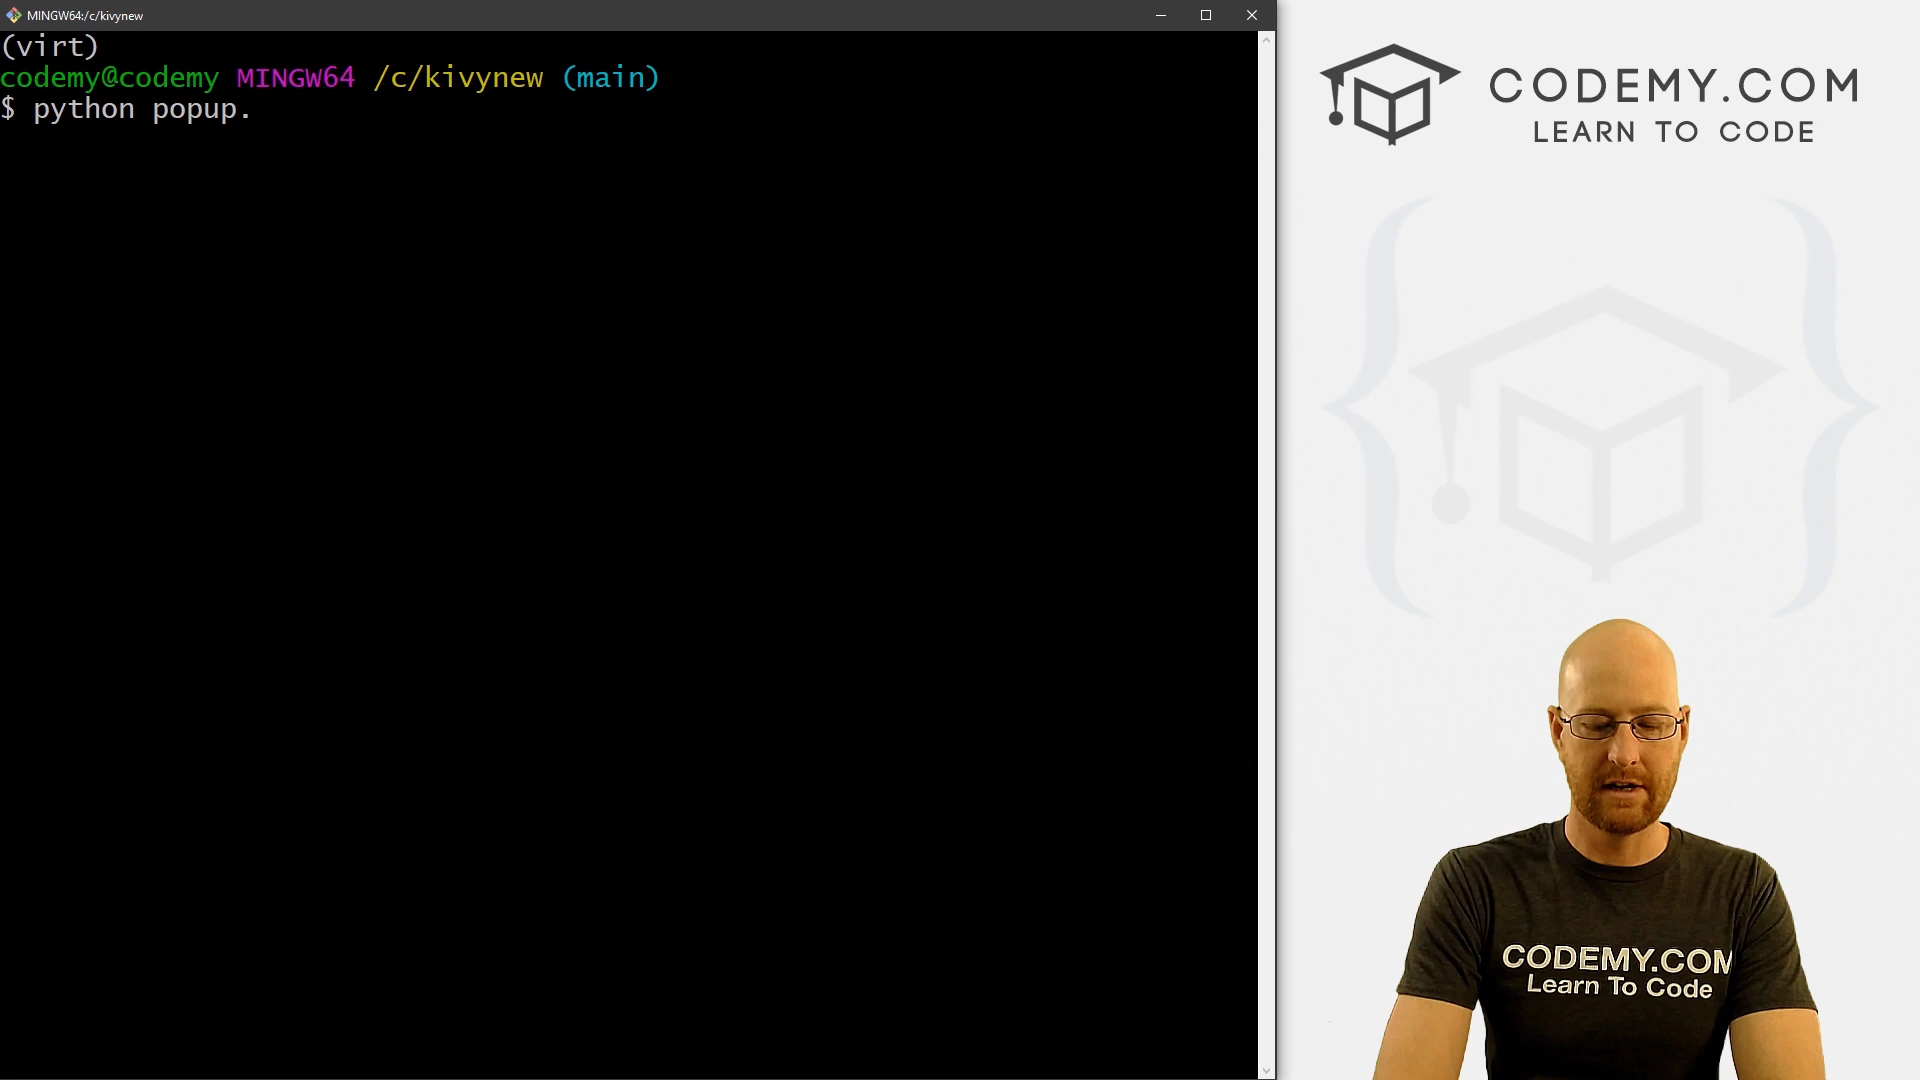 MINGW64:/c/kivynew
(virt)
codemy@codemy MINGW64 /c/kivynew (main)
$ python popup.
CODEMY.COM
LEARN TO CODE
CODEMY.COM
Learn To Code